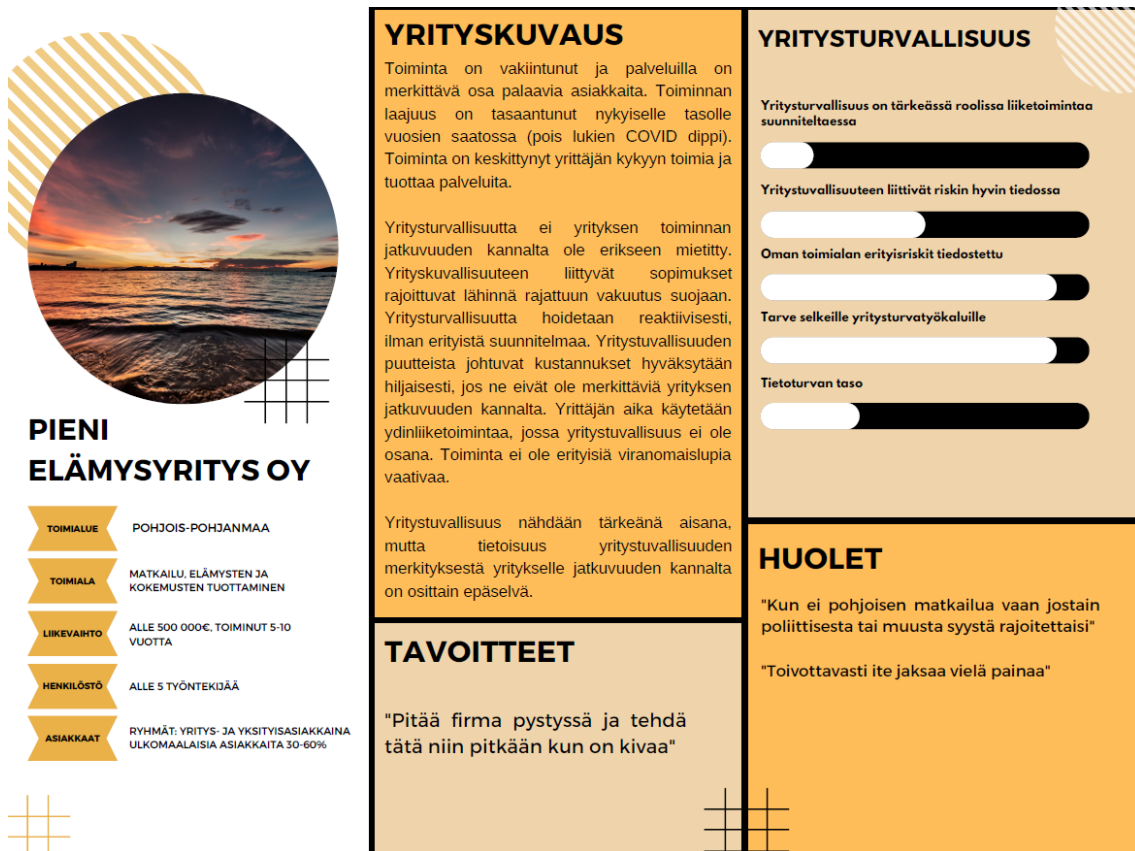 PIENI
ELÄMYSYRITYS OY
TOIMIALUE
POHJOIS-POHJANMAA
TOIMIALA
MATKAILU, ELÄMYSTEN JA
KOKEMUSTEN TUOTTAMINEN
LIIKEVAIHTO
ALLE 500 000€, TOIMINUT 5-10
VUOTTA
HENKILÖSTÖ
ALLE 5 TYÖNTEKIJÄÄ
ASIAKKAAT
RYHMÄT: YRITYS- JA YKSITYISASIAKKAINA
ULKOMAALAISIA ASIAKKAITA 30-60%
YRITYSKUVAUS
Toiminta on vakiintunut ja palveluilla on
merkittävä osa palaavia asiakkaita. Toiminnan
laajuus on tasaantunut nykyiselle tasolle
vuosien saatossa (pois lukien COVID dippi).
Toiminta on keskittynyt yrittäjän kykyyn toimia ja
tuottaa palveluita.
Yritysturvallisuutta ei yrityksen toiminnan
jatkuvuuden kannalta ole erikseen mietitty.
Yrityskuvallisuuteen liittyvät sopimukset
rajoittuvat lähinnä rajattuun vakuutus suojaan.
Yritysturvallisuutta hoidetaan reaktiivisesti,
ilman erityistä suunnitelmaa. Yritystuvallisuuden
puutteista johtuvat kustannukset hyväksytään
hiljaisesti, jos ne eivät ole merkittäviä yrityksen
jatkuvuuden kannalta. Yrittäjän aika käytetään
ydinliiketoimintaa, jossa yritystuvallisuus ei ole
osana. Toiminta ei ole erityisiä viranomaislupia
vaativaa.
Yritystuvallisuus nähdään tärkeänä aisana,
mutta tietoisuus yritystuvallisuuden
merkityksestä yritykselle jatkuvuuden kannalta
on osittain epäselvä.
TAVOITTEET
"Pitää firma pystyssä ja tehdä
tätä niin pitkään kun on kivaa"
YRITYSTURVALLISUUS
Yritysturvallisuus on tärkeässä roolissa liiketoimintaa
suunniteltaessa
Yritystuvallisuuteen liittivät riskin hyvin tiedossa
Oman toimialan erityisriskit tiedostettu
Tarve selkeille yritysturvatyökaluille
Tietoturvan taso
HUOLET
"Kun ei pohjoisen matkailua vaan jostain
poliittisesta tai muusta syystä rajoitettaisi"
"Toivottavasti ite jaksaa vielä painaa"